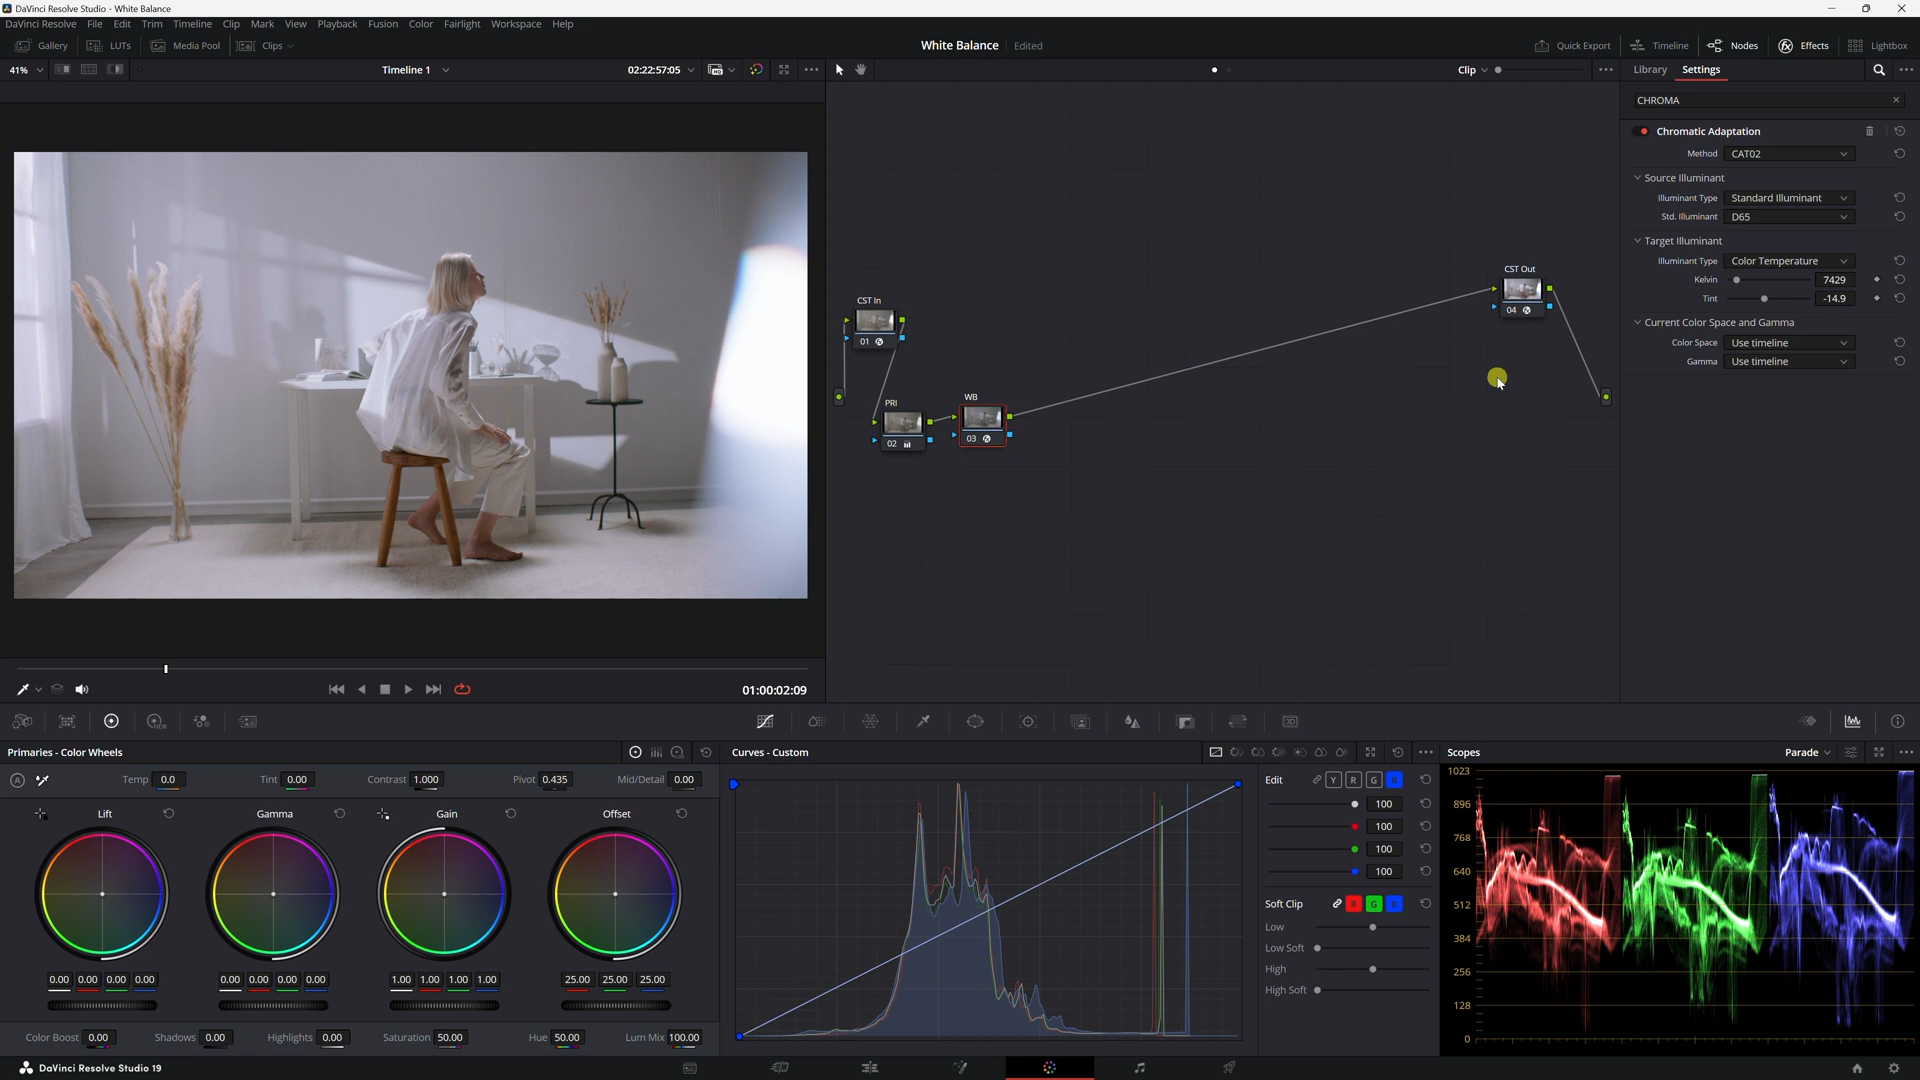 DaVinci Resolve Studio - White Balance
DaVinci Resolve File Edit Trim Timeline Clip Mark View Playback Fusion Color Fairlight Workspace Help
Gallery LUTs Media Pool Clips White Balance Edited Quick Export Timeline Nodes Effects Lightbox
41% Timeline 1 02:22:57:05 Clip Library Settings
CHROMA
Chromatic Adaptation
Method CAT02
Source Illuminant
Illuminant Type Standard Illuminant
Std. Illuminant D65
Target Illuminant
Illuminant Type Color Temperature
Kelvin 7429
Tint -14.9
Current Color Space and Gamma
Color Space Use timeline
Gamma Use timeline
CST In
01
PRI
02
WB
03
CST Out
04
01:00:02:09
Primaries - Color Wheels
Temp 0.0 Tint 0.00 Contrast 1.000 Pivot 0.435 Mid/Detail 0.00
Lift Gamma Gain Offset
0.00 0.00 0.00 0.00 0.00 0.00 0.00 0.00 1.00 1.00 1.00 1.00 25.00 25.00 25.00
Color Boost 0.00 Shadows 0.00 Highlights 0.00 Saturation 50.00 Hue 50.00 Lum Mix 100.00
Curves - Custom
Edit Y R G B
100
100
100
100
Soft Clip R G B
Low
Low Soft
High
High Soft
Scopes Parade
1023
896
768
640
512
384
256
128
0
DaVinci Resolve Studio 19